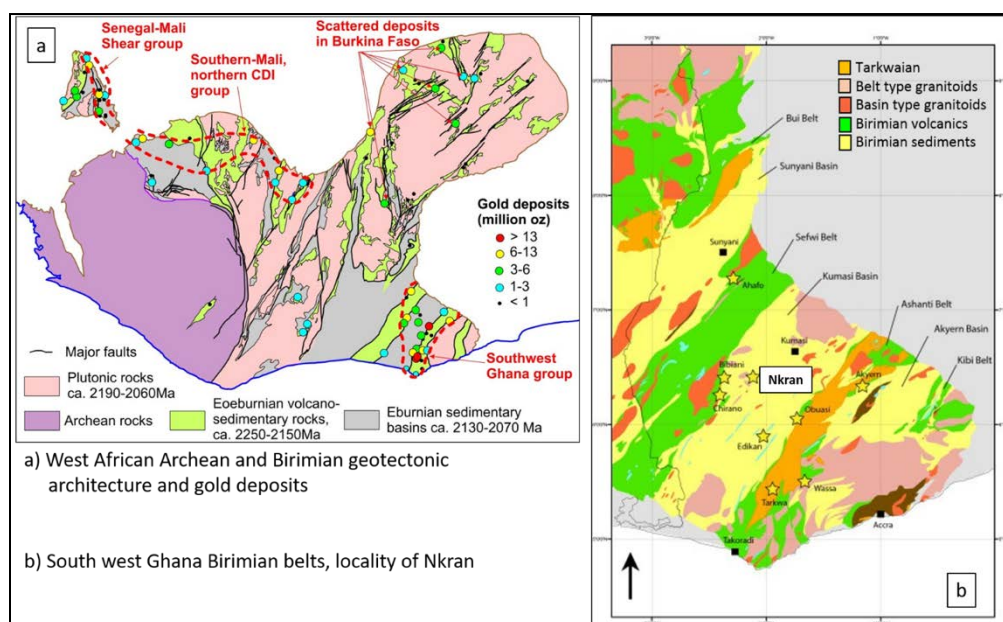 a
Senegal-Mali
Shear group
Scattered deposits
in Burkina Faso
Southern-Mali,
northern CDI
group
Gold deposits
(million oz)
> 13
6-13
3-6
1-3
< 1
Southwest
Ghana group
Major faults
Plutonic rocks
ca. 2190-2060Ma
Archean rocks
Eoeburnian volcano-
sedimentary rocks,
ca. 2250-2150Ma
Eburnian sedimentary
basins ca. 2130-2070 Ma
a) West African Archean and Birimian geotectonic
architecture and gold deposits
b) South west Ghana Birimian belts, locality of Nkran
Tarkwaian
Belt type granitoids
Basin type granitoids
Birimian volcanics
Birimian sediments
Bui Belt
Sunyani Basin
Sefwi Belt
Sunyani
Ahafo
Kumasi Basin
Ashanti Belt
Akyern Basin
Kibi Belt
Kumasi
Bibiani
Nkran
Akyem
Chirano
Obuasi
Edikan
Wassa
Tarkwa
Accra
Takoradi
b